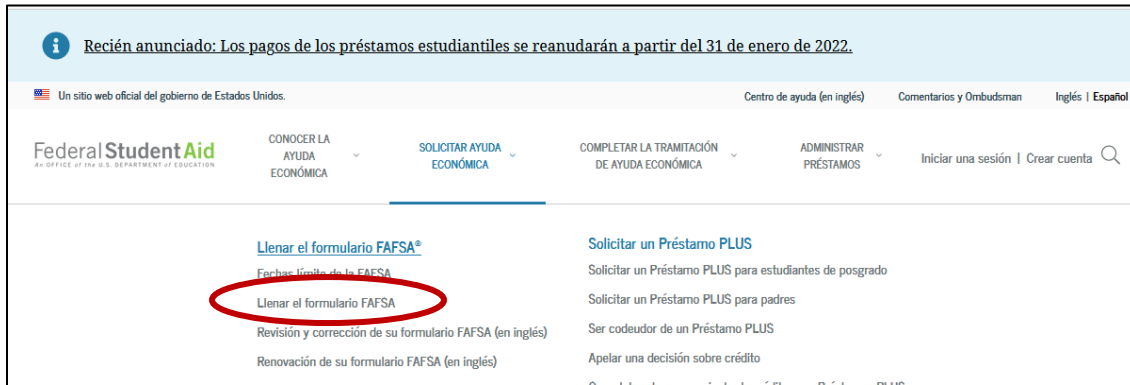 Recién anunciado: Los pagos de los préstamos estudiantiles se reanudarán a partir del 31 de enero de 2022.
Un sitio web oficial del gobierno de Estados Unidos.
Centro de ayuda (en inglés) Comentarios y Ombudsman Inglés | Español
Federal Student Aid
An OFFICE of the U.S. DEPARTMENT of EDUCATION
CONOCER LA
AYUDA
ECONÓMICA
SOLICITAR AYUDA
ECONÓMICA
COMPLETAR LA TRAMITACIÓN
DE AYUDA ECONÓMICA
ADMINISTRAR
PRÉSTAMOS
Iniciar una sesión | Crear cuenta
Llenar el formulario FAFSA®
Fechas límite de la FAFSA
Llenar el formulario FAFSA
Revisión y corrección de su formulario FAFSA (en inglés)
Renovación de su formulario FAFSA (en inglés)
Solicitar un Préstamo PLUS
Solicitar un Préstamo PLUS para estudiantes de posgrado
Solicitar un Préstamo PLUS para padres
Ser codeudor de un Préstamo PLUS
Apelar una decisión sobre crédito